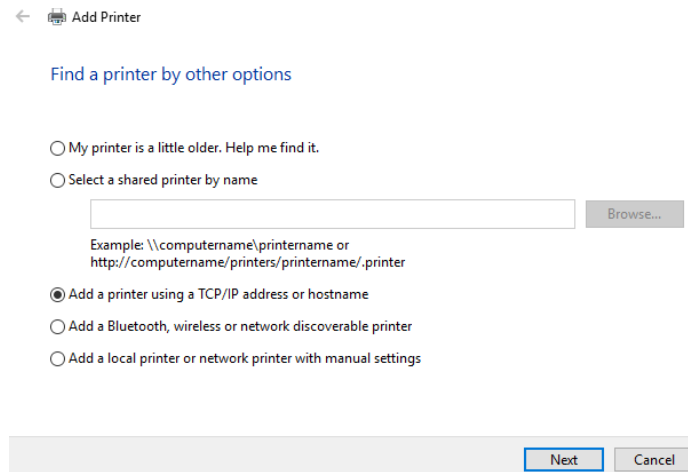 Add Printer
Find a printer by other options
My printer is a little older. Help me find it.
Select a shared printer by name
Browse...
Example: \\computername\printername or
http://computername/printers/printername/.printer
Add a printer using a TCP/IP address or hostname
Add a Bluetooth, wireless or network discoverable printer
Add a local printer or network printer with manual settings
Next Cancel